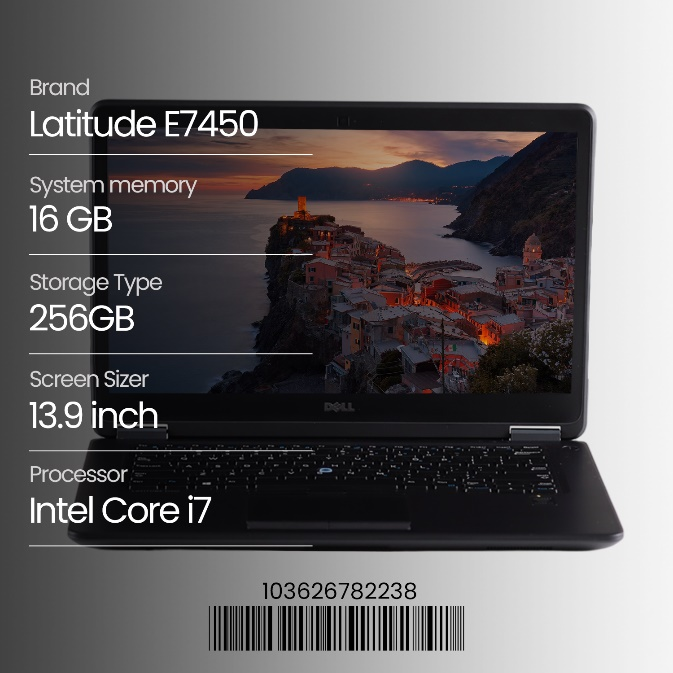 Brand
Latitude E7450
System memory
16 GB
Storage Type
256GB
Screen Sizer
13.9 inch
DELL
Processor
Intel Core i7
103626782238